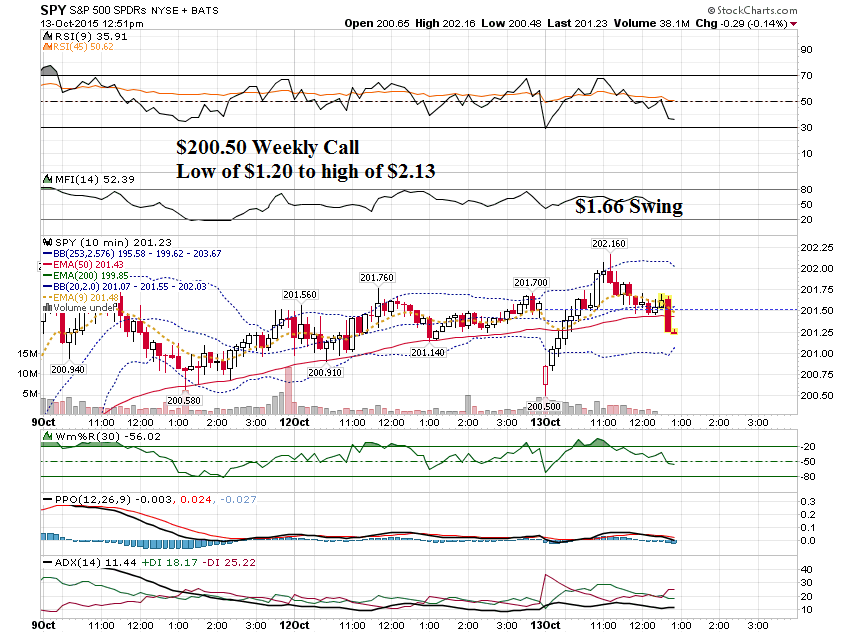 SPY S&P 500 SPDRs NYSE + BATS
© StockCharts.com
13-Oct-2015 12:51pm
Open 200.65 High 202.16 Low 200.48 Last 201.23 Volume 38.1M Chg -0.29 (-0.14%)
RSI(9) 35.91
RSI(45) 50.62
90
70
50
30
10
$200.50 Weekly Call
Low of $1.20 to high of $2.13
MFI(14) 52.39
80
50
20
$1.66 Swing
SPY (10 min) 201.23
BB(253,2.576) 195.58 - 199.62 - 203.67
EMA(50) 201.43
EMA(200) 199.85
BB(20,2.0) 201.07 - 201.55 - 202.03
EMA(9) 201.48
Volume undef
202.160
201.760
201.700
201.560
201.140
200.940
200.910
200.580
200.500
202.25
202.00
201.75
201.50
201.25
201.00
200.75
200.50
15M
10M
5M
9Oct 11:00 12:00 1:00 2:00 3:00 12Oct 11:00 12:00 1:00 2:00 3:00 13Oct 11:00 12:00 1:00 2:00 3:00
Wm%R(30) -56.02
-20
-50
-80
PPO(12,26,9) -0.003, 0.024, -0.027
0.3
0.2
0.1
0.0
ADX(14) 11.44 +DI 18.17 -DI 25.22
40
30
20
10
9Oct 11:00 12:00 1:00 2:00 3:00 12Oct 11:00 12:00 1:00 2:00 3:00 13Oct 11:00 12:00 1:00 2:00 3:00